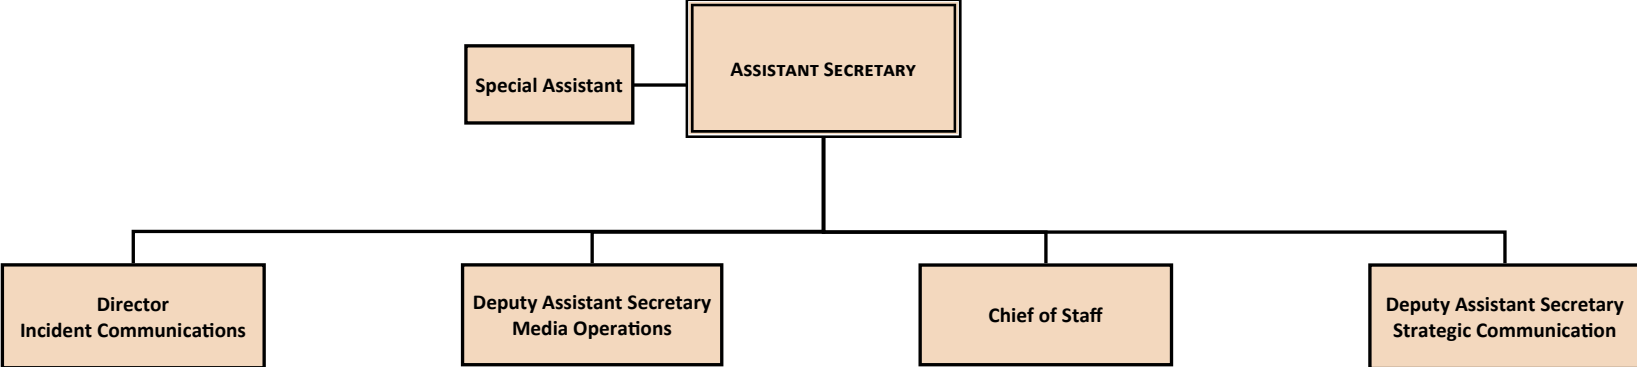 ASSISTANT SECRETARY
Special Assistant
Director
Incident Communications
Deputy Assistant Secretary
Media Operations
Chief of Staff
Deputy Assistant Secretary
Strategic Communication